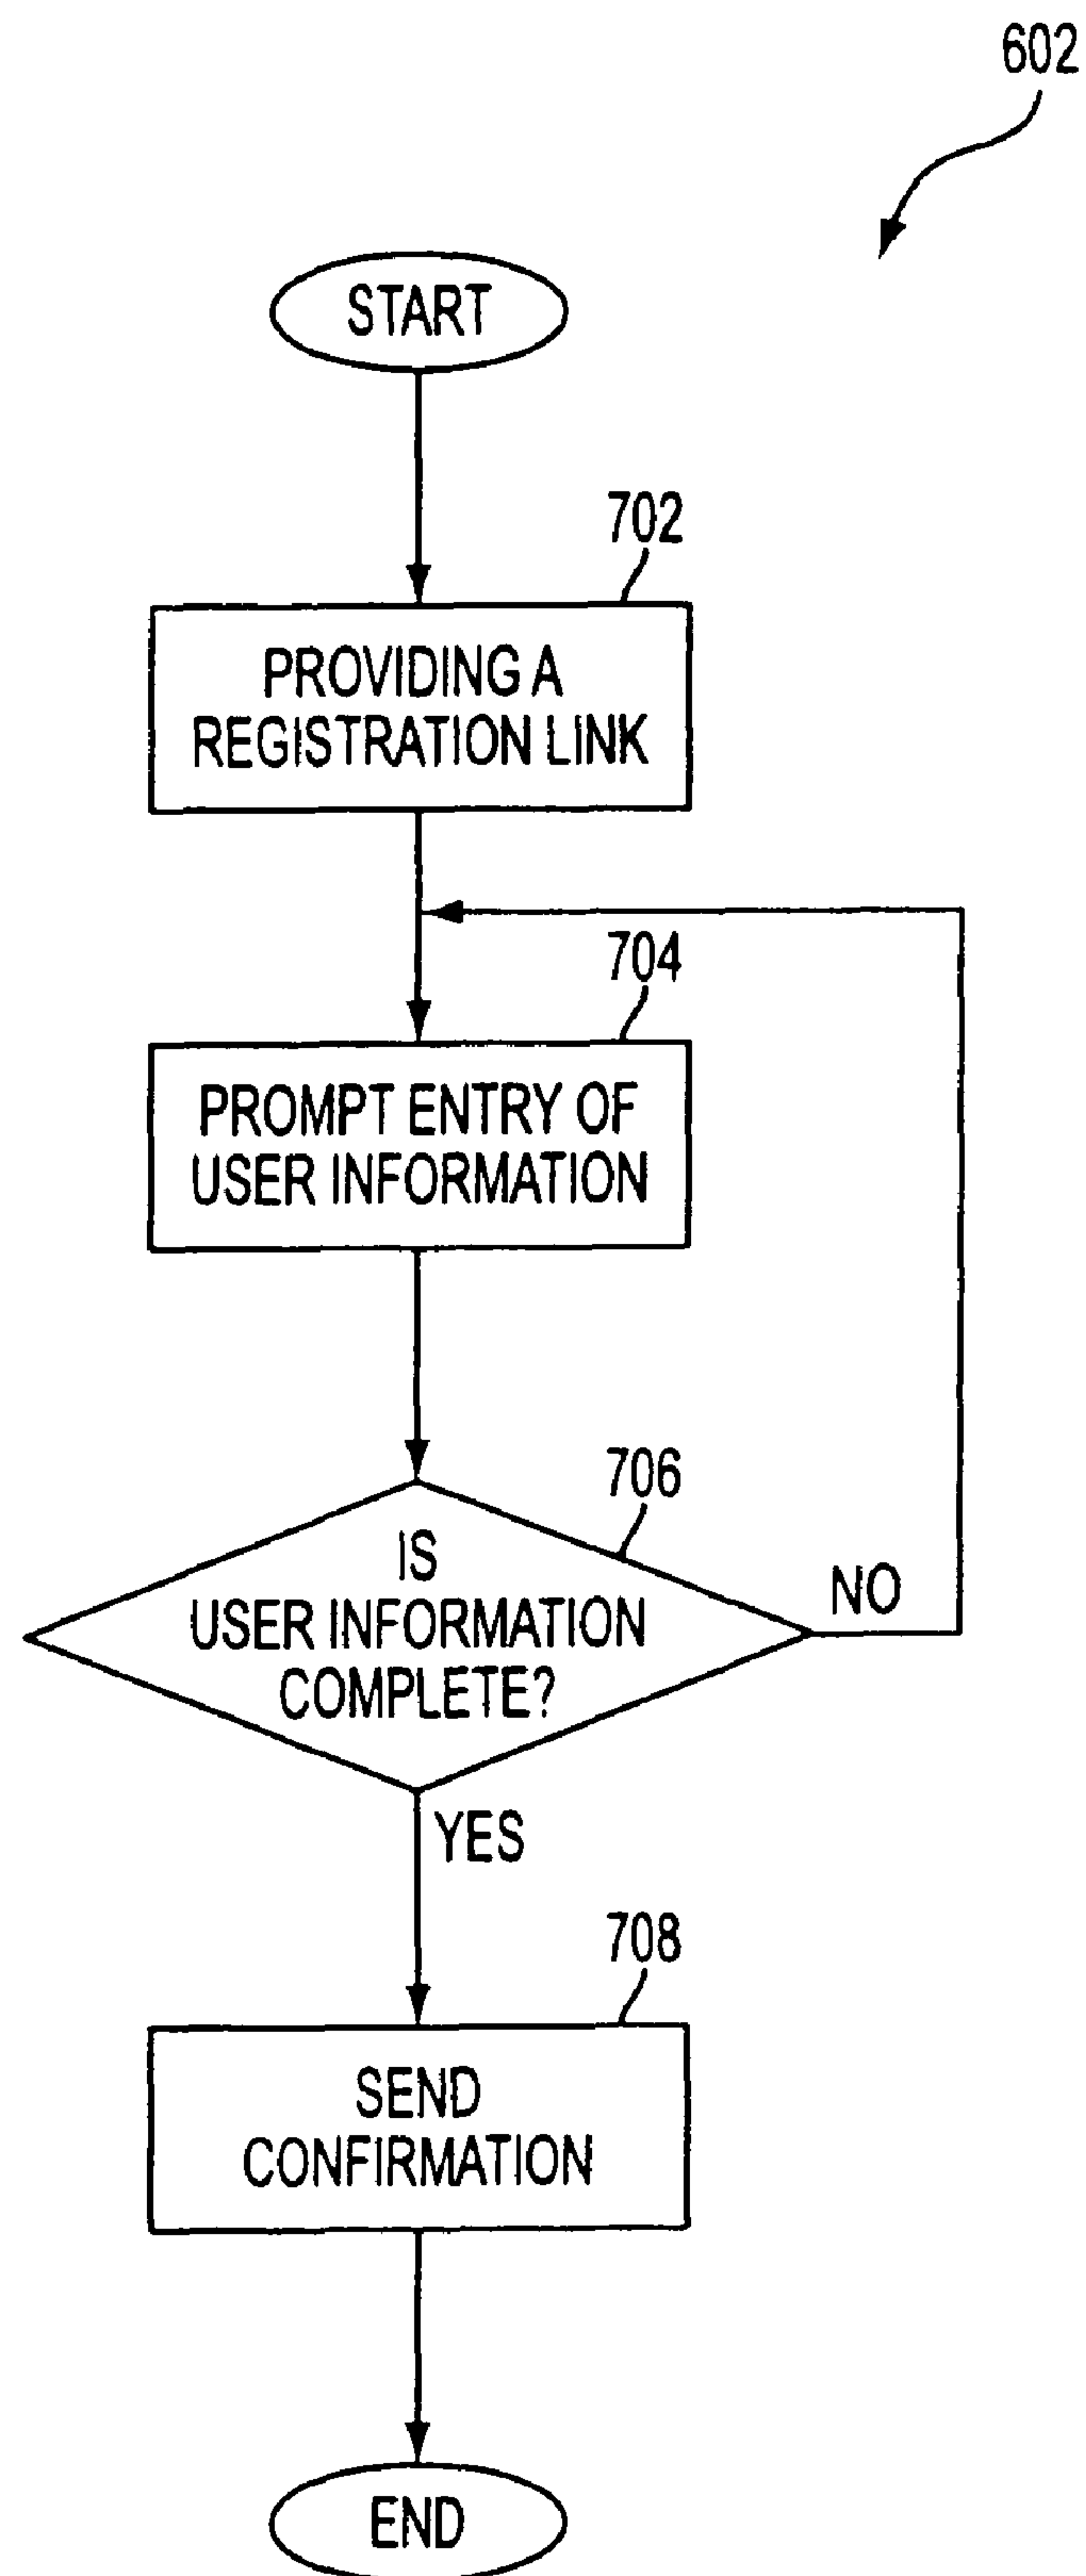 602
START
702
PROVIDING A
REGISTRATION LINK
704
PROMPT ENTRY OF
USER INFORMATION
706
IS
USER INFORMATION
COMPLETE?
NO
YES
708
SEND
CONFIRMATION
END